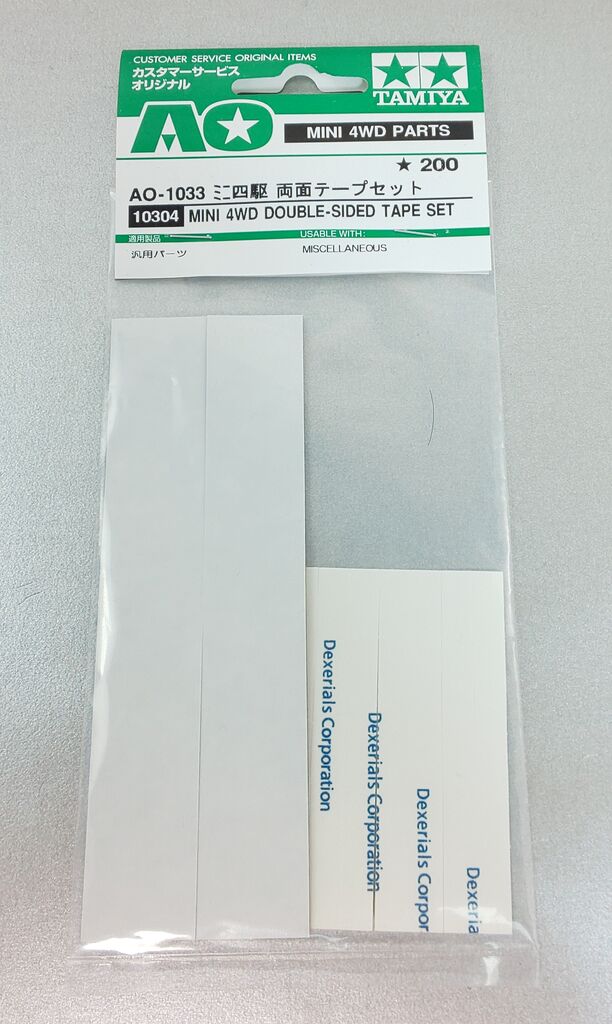 CUSTOMER SERVICE ORIGINAL ITEMS
カスタマーサービス
オリジナル
TAMIYA
AO
MINI 4WD PARTS
★ 200
AO-1033 ミニ四駆 両面テープセット
10304 MINI 4WD DOUBLE-SIDED TAPE SET
適用製品
USABLE WITH:
汎用パーツ
MISCELLANEOUS
Dexerials Corporation
Dexerials Corporation
Dexerials Corpor
Dexeria